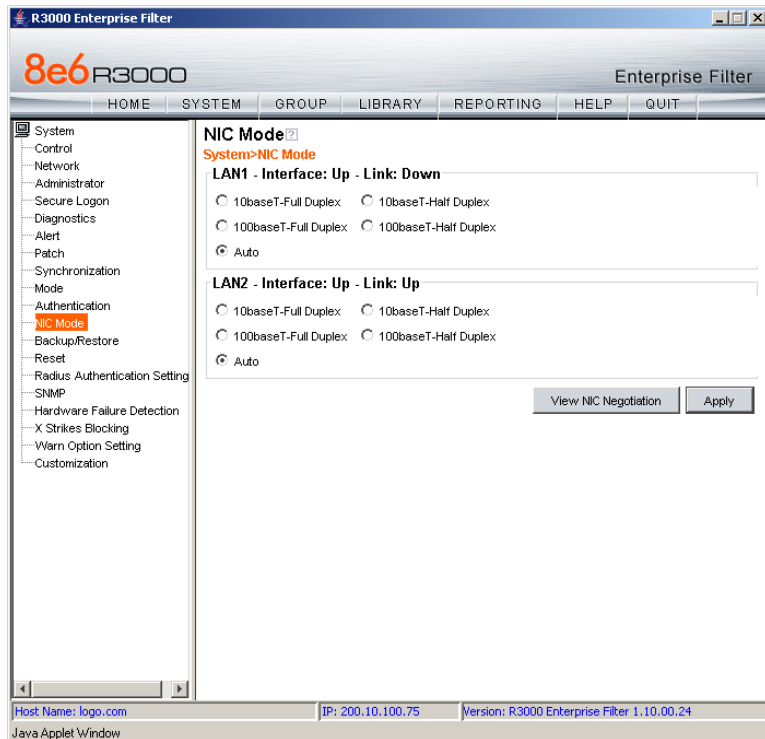 R3000 Enterprise Filter
8e6 R3000
Enterprise Filter
HOME SYSTEM GROUP LIBRARY REPORTING HELP QUIT
System
Control
Network
Administrator
Secure Logon
Diagnostics
Alert
Patch
Synchronization
Mode
Authentication
NIC Mode
Backup/Restore
Reset
Radius Authentication Setting
SNMP
Hardware Failure Detection
X Strikes Blocking
Warn Option Setting
Customization
NIC Mode ?
System>NIC Mode
LAN1 - Interface: Up - Link: Down
10baseT-Full Duplex 10baseT-Half Duplex
100baseT-Full Duplex 100baseT-Half Duplex
Auto
LAN2 - Interface: Up - Link: Up
10baseT-Full Duplex 10baseT-Half Duplex
100baseT-Full Duplex 100baseT-Half Duplex
Auto
View NIC Negotiation Apply
Host Name: logo.com IP: 200.10.100.75 Version: R3000 Enterprise Filter 1.10.00.24
Java Applet Window